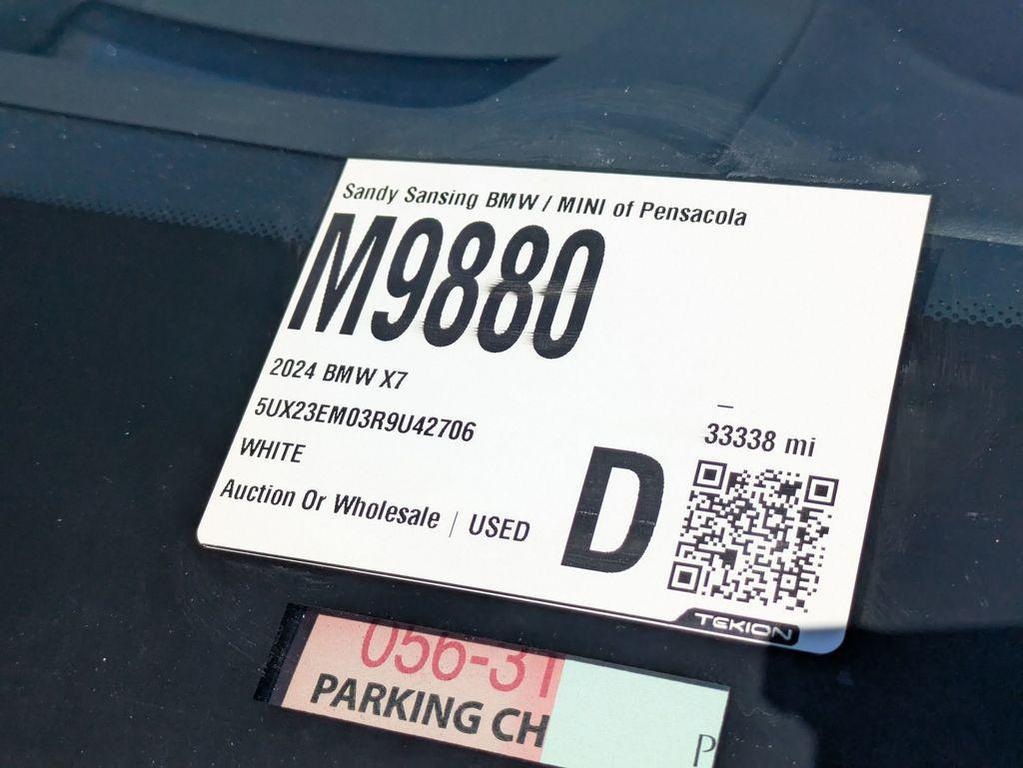 Sandy Sansing BMW / MINI of Pensacola
M9880
2024 BMW X7
5UX23EM03R9U42706
WHITE
Auction Or Wholesale | USED
–
33338 mi
D
TEKION
056-31
PARKING CH
P